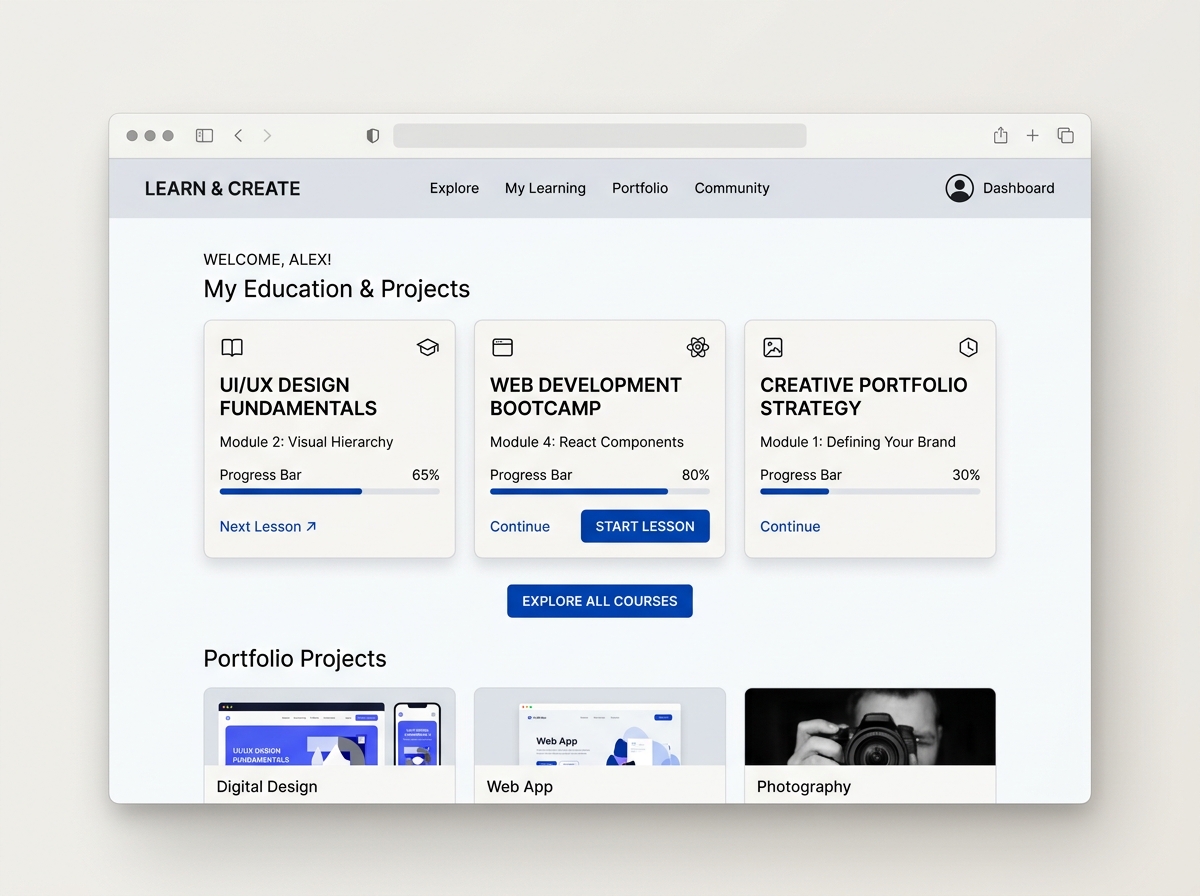 LEARN & CREATE
Explore
My Learning
Portfolio
Community
Dashboard
WELCOME, ALEX!
My Education & Projects
UI/UX DESIGN
FUNDAMENTALS
Module 2: Visual Hierarchy
Progress Bar 65%
Next Lesson ↗
WEB DEVELOPMENT
BOOTCAMP
Module 4: React Components
Progress Bar 80%
Continue
START LESSON
CREATIVE PORTFOLIO
STRATEGY
Module 1: Defining Your Brand
Progress Bar 30%
Continue
EXPLORE ALL COURSES
Portfolio Projects
Web App
Digital Design
Web App
Photography